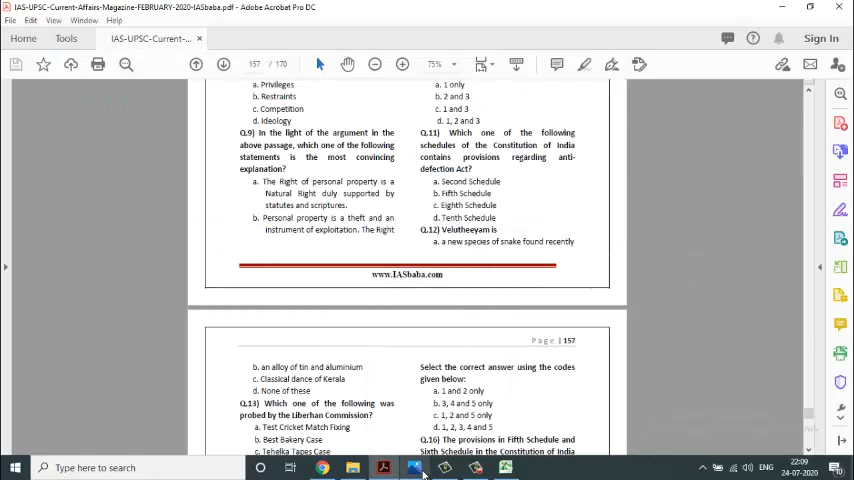 IAS-UPSC-Current-Affairs-Magazine-FEBRUARY-2020-IASbaba.pdf - Adobe Acrobat Pro DC
File Edit View Window Help
Home Tools IAS-UPSC-Current-... × Sign In
157 / 170 75%
a. Privileges
b. Restraints
c. Competition
d. Ideology
Q.9) In the light of the argument in the
above passage, which one of the following
statements is the most convincing
explanation?
a. The Right of personal property is a
Natural Right duly supported by
statutes and scriptures.
b. Personal property is a theft and an
instrument of exploitation. The Right
a. 1 only
b. 2 and 3
c. 1 and 3
d. 1, 2 and 3
Q.11) Which one of the following
schedules of the Constitution of India
contains provisions regarding anti-
defection Act?
a. Second Schedule
b. Fifth Schedule
c. Eighth Schedule
d. Tenth Schedule
Q.12) Velutheeyam is
a. a new species of snake found recently
www.IASbaba.com
Page | 157
b. an alloy of tin and aluminium
c. Classical dance of Kerala
d. None of these
Q.13) Which one of the following was
probed by the Liberhan Commission?
a. Test Cricket Match Fixing
b. Best Bakery Case
c. Tehelka Tapes Case
Select the correct answer using the codes
given below:
a. 1 and 2 only
b. 3, 4 and 5 only
c. 1, 2 and 5 only
d. 1, 2, 3, 4 and 5
Q.16) The provisions in Fifth Schedule and
Sixth Schedule in the Constitution of India
Type here to search
ENG
22:09
24-07-2020